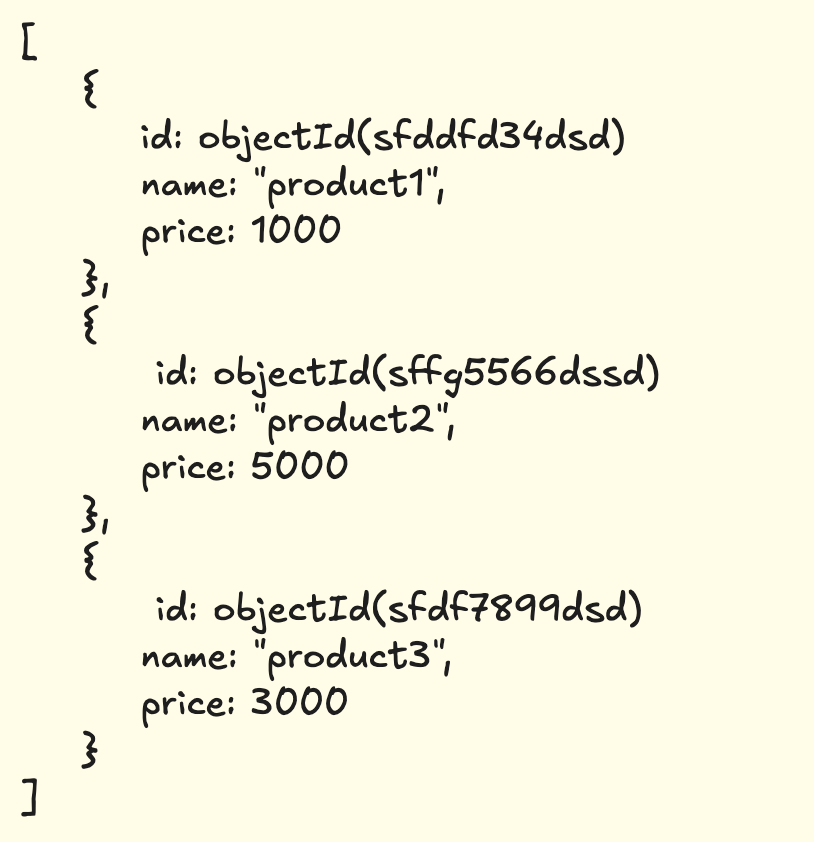 [
{
id: objectId(sfddfd34dsd)
name: "product1",
price: 1000
},
{
id: objectId(sffg5566dssd)
name: "product2",
price: 5000
},
{
id: objectId(sfdf7899dsd)
name: "product3",
price: 3000
}
]